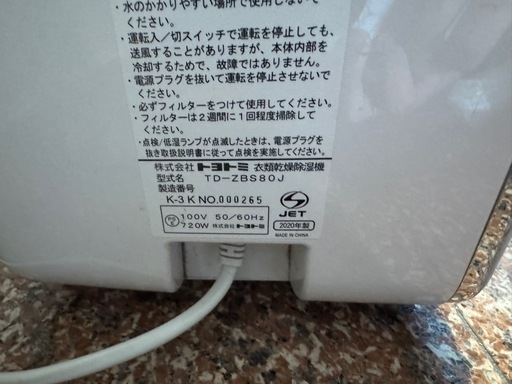 ・水のかかりやすい場所で使用しないで
ください。
・運転入／切スイッチで運転を停止しても、
送風することがありますが、本体内部を
冷却するためで、故障ではありません。
・電源プラグを抜いて運転を停止させないで
ください。
・必ずフィルターをつけて使用してください。
・フィルターは2週間に1回程度掃除して
ください。
・点検/低温ランプが点滅したときは、電源プラグを
抜き取扱説明書に従って点検を実施してください。
株式会社 トヨトミ 衣類乾燥除湿機
型式名 TD-ZBS80J
製造番号
K-3 K NO.000265
PS E 100V 50/60Hz
720W 株式会社トヨトミ
JET
2020年製
MADE IN CHINA